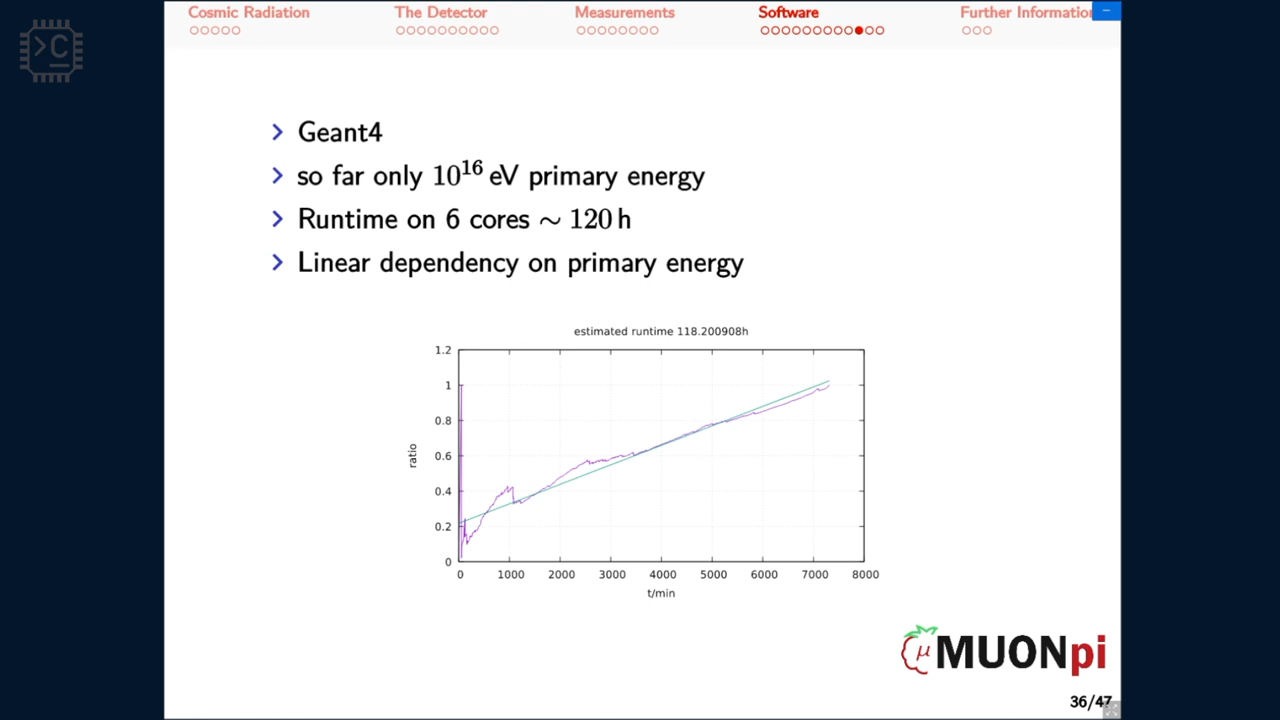 Cosmic Radiation The Detector Measurements Software Further Information
>C_
Geant4
so far only 10¹⁶ eV primary energy
Runtime on 6 cores ∼ 120 h
Linear dependency on primary energy
estimated runtime 118.200908h
1.2
1
0.8
0.6
0.4
0.2
0
ratio
0 1000 2000 3000 4000 5000 6000 7000 8000
t/min
μ MUONpi
36/47